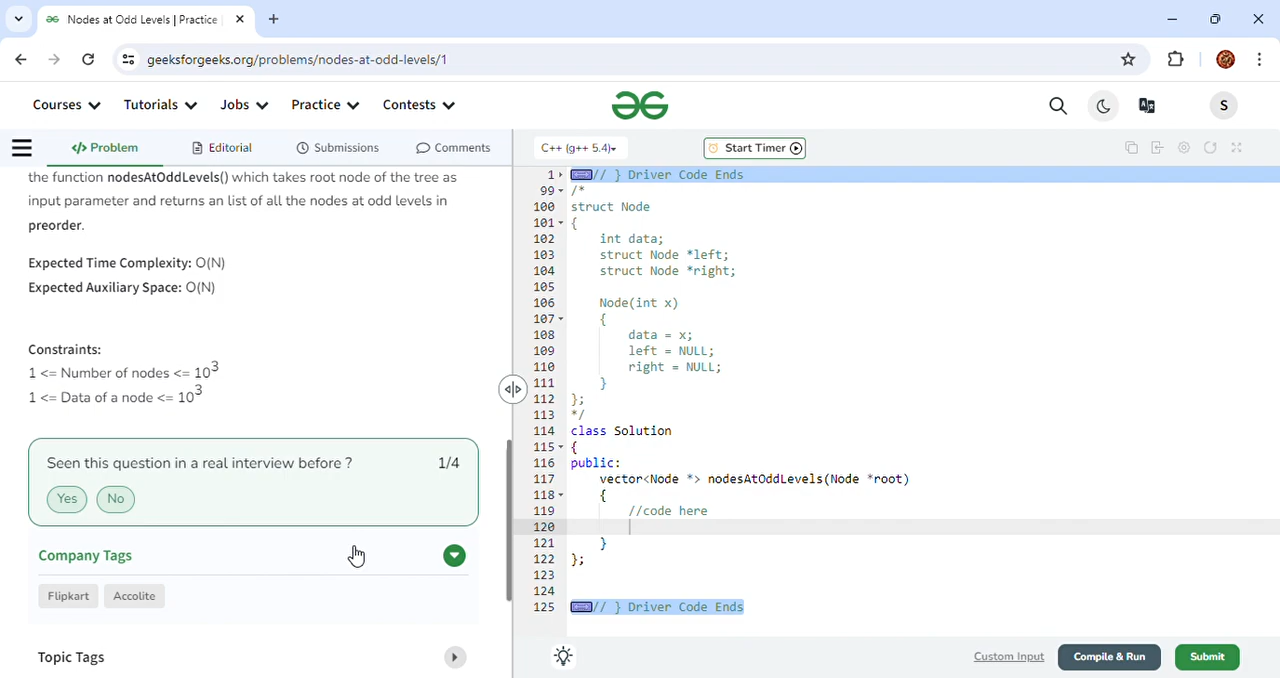 Nodes at Odd Levels | Practice
geeksforgeeks.org/problems/nodes-at-odd-levels/1
Courses Tutorials Jobs Practice Contests S
Problem Editorial Submissions Comments
the function nodesAtOddLevels() which takes root node of the tree as
input parameter and returns an list of all the nodes at odd levels in
preorder.
Expected Time Complexity: O(N)
Expected Auxiliary Space: O(N)
Constraints:
1 <= Number of nodes <= 10^3
1 <= Data of a node <= 10^3
Seen this question in a real interview before ? 1/4
Yes No
Company Tags
Flipkart Accolite
Topic Tags
C++ (g++ 5.4) Start Timer
1 // } Driver Code Ends
99 /*
100 struct Node
101 {
102 int data;
103 struct Node *left;
104 struct Node *right;
105
106 Node(int x)
107 {
108 data = x;
109 left = NULL;
110 right = NULL;
111 }
112 };
113 */
114 class Solution
115 {
116 public:
117 vector<Node *> nodesAtOddLevels(Node *root)
118 {
119 //code here
120
121 }
122 };
123
124
125 // } Driver Code Ends
Custom Input Compile & Run Submit